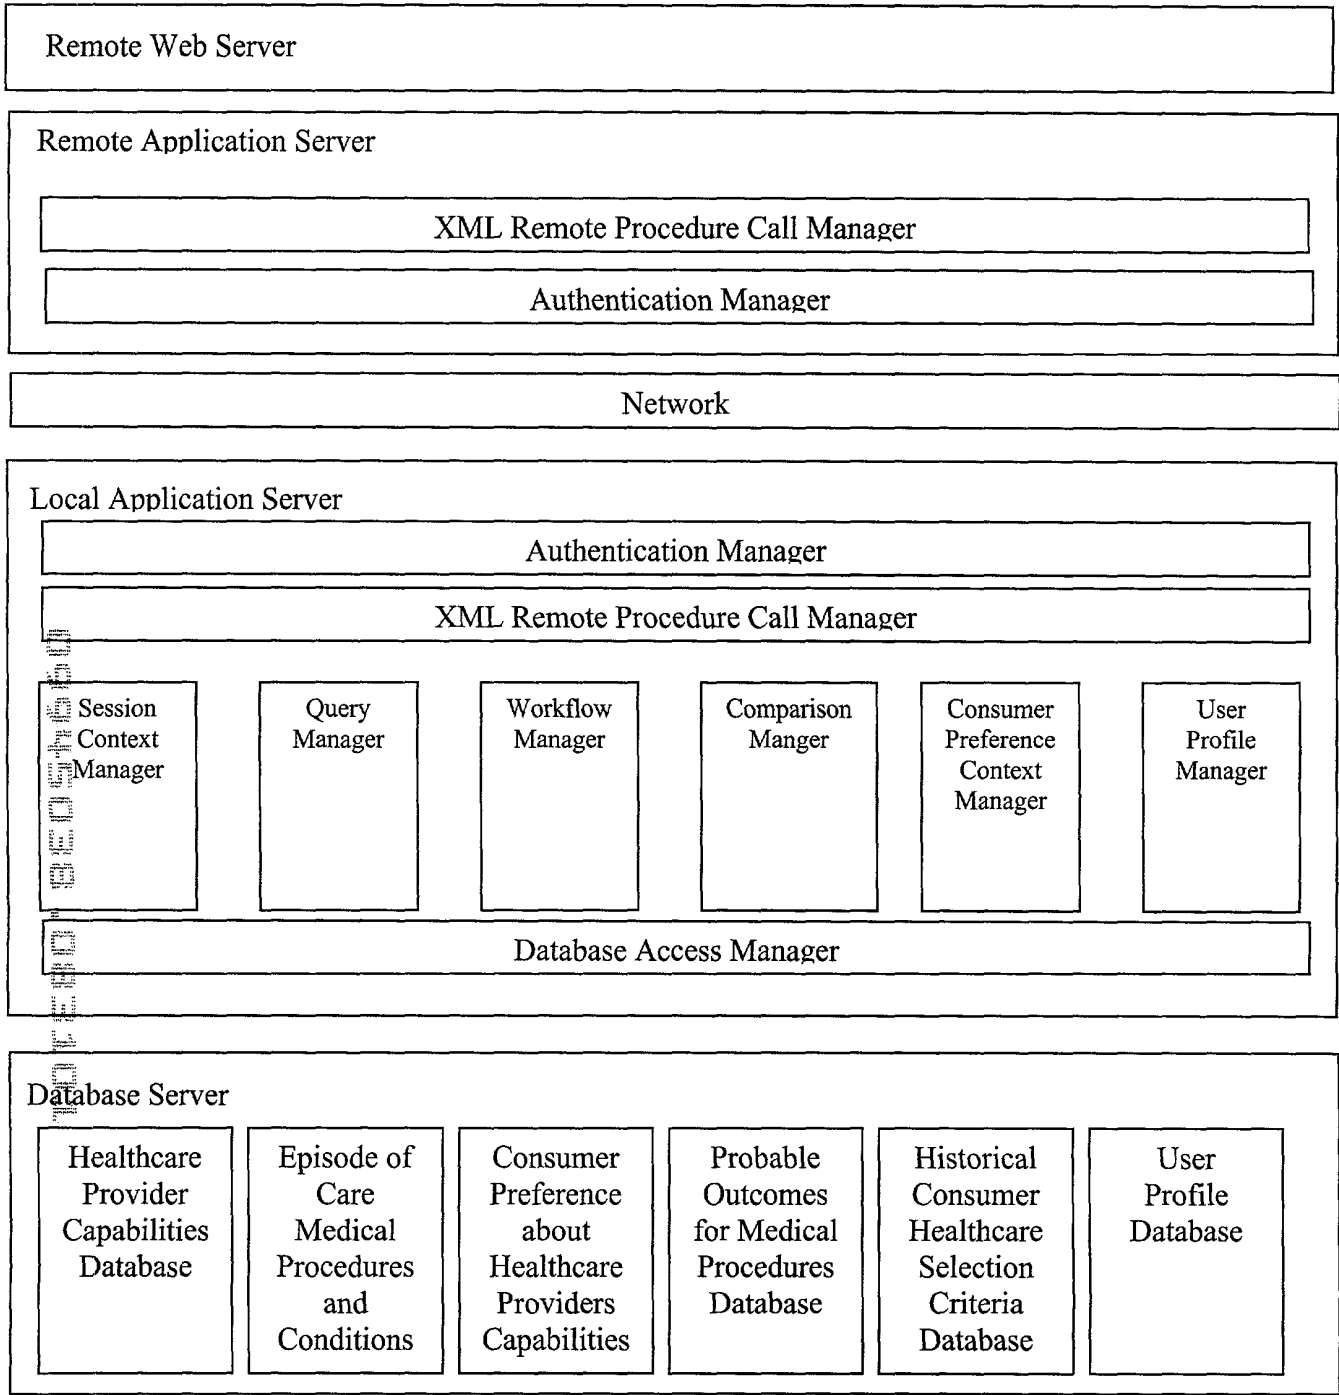 Remote Web Server
Remote Application Server
XML Remote Procedure Call Manager
Authentication Manager
Network
Local Application Server
Authentication Manager
XML Remote Procedure Call Manager
Session
Context
Manager
Query
Manager
Workflow
Manager
Comparison
Manger
Consumer
Preference
Context
Manager
User
Profile
Manager
Database Access Manager
Database Server
Healthcare
Provider
Capabilities
Database
Episode of
Care
Medical
Procedures
and
Conditions
Consumer
Preference
about
Healthcare
Providers
Capabilities
Probable
Outcomes
for Medical
Procedures
Database
Historical
Consumer
Healthcare
Selection
Criteria
Database
User
Profile
Database